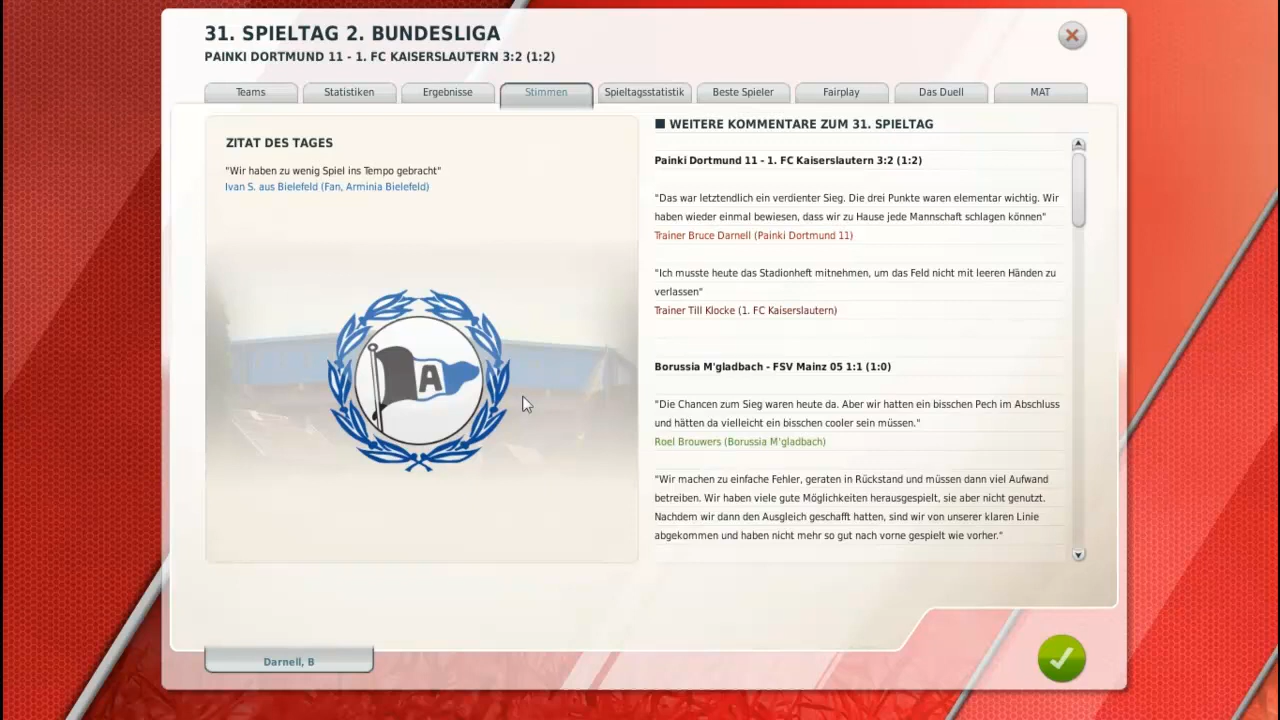 31. SPIELTAG 2. BUNDESLIGA
PAINKI DORTMUND 11 - 1. FC KAISERSLAUTERN 3:2 (1:2)
Teams
Statistiken
Ergebnisse
Stimmen
Spieltagsstatistik
Beste Spieler
Fairplay
Das Duell
MAT
ZITAT DES TAGES
"Wir haben zu wenig Spiel ins Tempo gebracht"
Ivan S. aus Bielefeld (Fan, Arminia Bielefeld)
A
WEITERE KOMMENTARE ZUM 31. SPIELTAG
Painki Dortmund 11 - 1. FC Kaiserslautern 3:2 (1:2)
"Das war letztendlich ein verdienter Sieg. Die drei Punkte waren elementar wichtig. Wir
haben wieder einmal bewiesen, dass wir zu Hause jede Mannschaft schlagen können"
Trainer Bruce Darnell (Painki Dortmund 11)
"Ich musste heute das Stadionheft mitnehmen, um das Feld nicht mit leeren Händen zu
verlassen"
Trainer Till Klocke (1. FC Kaiserslautern)
Borussia M'gladbach - FSV Mainz 05 1:1 (1:0)
"Die Chancen zum Sieg waren heute da. Aber wir hatten ein bisschen Pech im Abschluss
und hätten da vielleicht ein bisschen cooler sein müssen."
Roel Brouwers (Borussia M'gladbach)
"Wir machen zu einfache Fehler, geraten in Rückstand und müssen dann viel Aufwand
betreiben. Wir haben viele gute Möglichkeiten herausgespielt, sie aber nicht genutzt.
Nachdem wir dann den Ausgleich geschafft hatten, sind wir von unserer klaren Linie
abgekommen und haben nicht mehr so gut nach vorne gespielt wie vorher."
Darnell, B